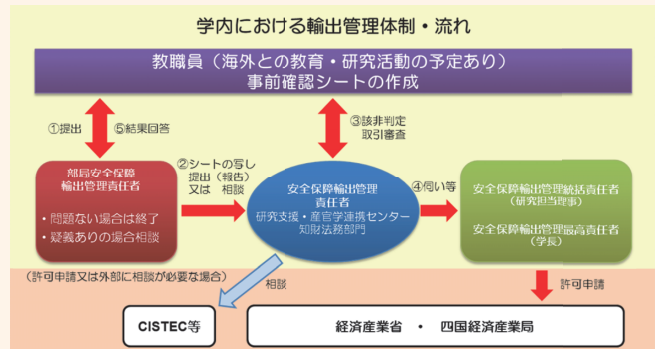 学内における輸出管理体制・流れ
教職員（海外との教育・研究活動の予定あり）
事前確認シートの作成
①提出
⑤結果回答
③該非判定
取引審査
部局安全保障
輸出管理責任者
・問題ない場合は終了
・疑義ありの場合相談
②シートの写し
提出（報告）
又は 相談
安全保障輸出管理
責任者
研究支援・産官学連携センター
知財法務部門
④伺い等
安全保障輸出管理統括責任者
（研究担当理事）
安全保障輸出管理最高責任者
（学長）
（許可申請又は外部に相談が必要な場合）
相談
許可申請
CISTEC等
経済産業省 ・ 四国経済産業局